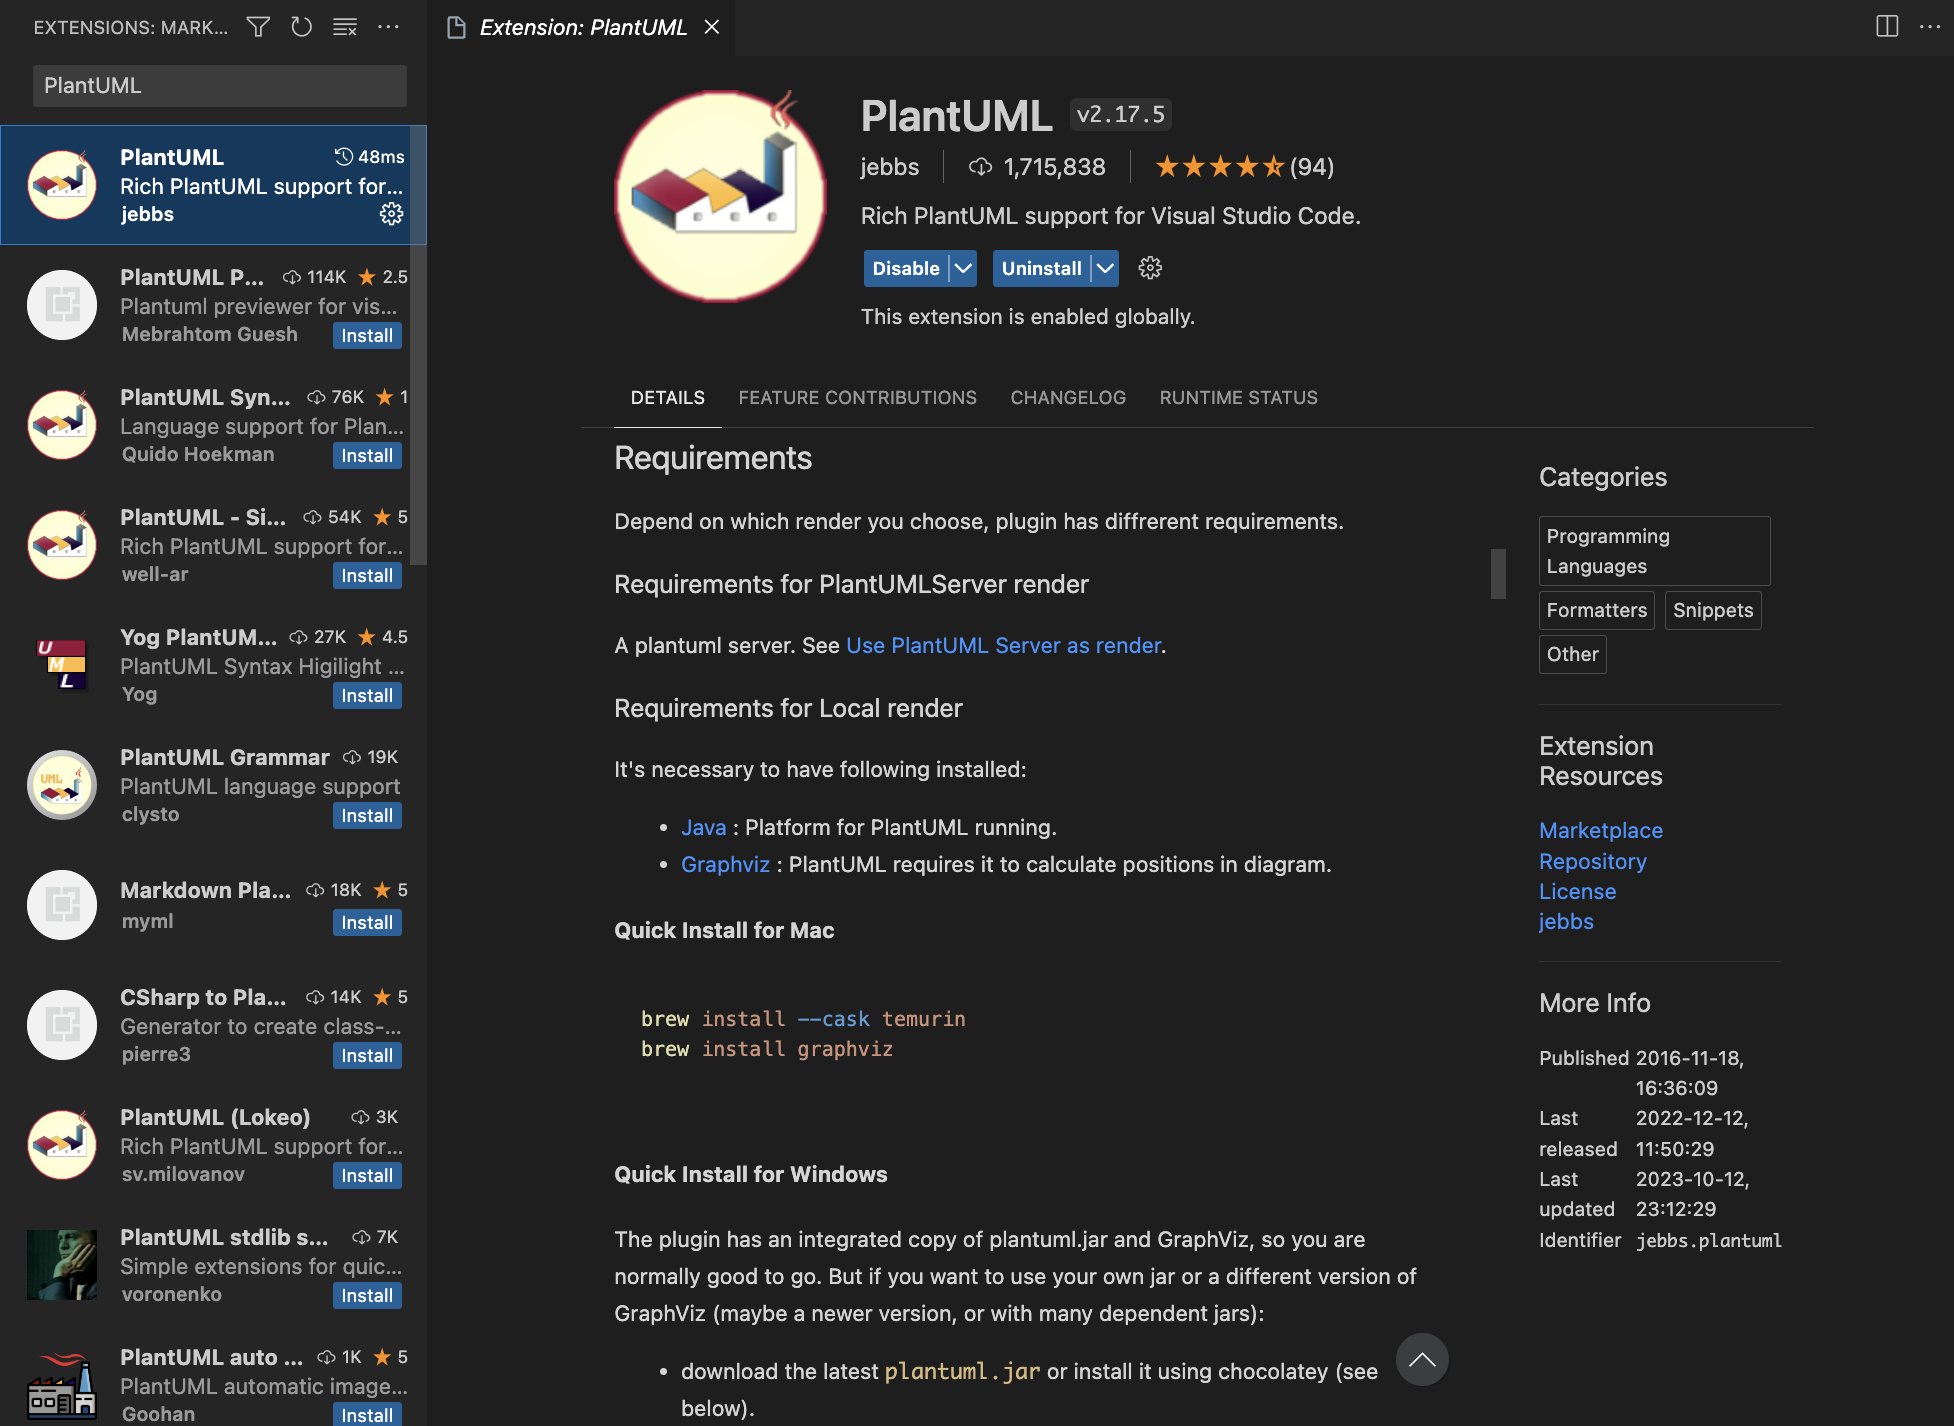 EXTENSIONS: MARK...
PlantUML
PlantUML 48ms
Rich PlantUML support for...
jebbs
PlantUML P... 114K 2.5
Plantuml previewer for vis...
Mebrahtom Guesh Install
PlantUML Syn... 76K 1
Language support for Plan...
Quido Hoekman Install
PlantUML - Si... 54K 5
Rich PlantUML support for...
well-ar Install
UML
Yog PlantUM... 27K 4.5
PlantUML Syntax Higilight ...
Yog Install
UML
PlantUML Grammar 19K
PlantUML language support
clysto Install
Markdown Pla... 18K 5
myml Install
CSharp to Pla... 14K 5
Generator to create class-...
pierre3 Install
PlantUML (Lokeo) 3K
Rich PlantUML support for...
sv.milovanov Install
PlantUML stdlib s... 7K
Simple extensions for quic...
voronenko Install
PlantUML auto ... 1K 5
PlantUML automatic image...
Goohan Install
Extension: PlantUML
PlantUML v2.17.5
jebbs 1,715,838 (94)
Rich PlantUML support for Visual Studio Code.
Disable Uninstall
This extension is enabled globally.
DETAILS FEATURE CONTRIBUTIONS CHANGELOG RUNTIME STATUS
Requirements
Depend on which render you choose, plugin has diffrerent requirements.
Requirements for PlantUMLServer render
A plantuml server. See Use PlantUML Server as render.
Requirements for Local render
It's necessary to have following installed:
• Java : Platform for PlantUML running.
• Graphviz : PlantUML requires it to calculate positions in diagram.
Quick Install for Mac
brew install --cask temurin
brew install graphviz
Quick Install for Windows
The plugin has an integrated copy of plantuml.jar and GraphViz, so you are
normally good to go. But if you want to use your own jar or a different version of
GraphViz (maybe a newer version, or with many dependent jars):
• download the latest plantuml.jar or install it using chocolatey (see
below).
Categories
Programming
Languages
Formatters Snippets
Other
Extension
Resources
Marketplace
Repository
License
jebbs
More Info
Published 2016-11-18,
16:36:09
Last 2022-12-12,
released 11:50:29
Last 2023-10-12,
updated 23:12:29
Identifier jebbs.plantuml